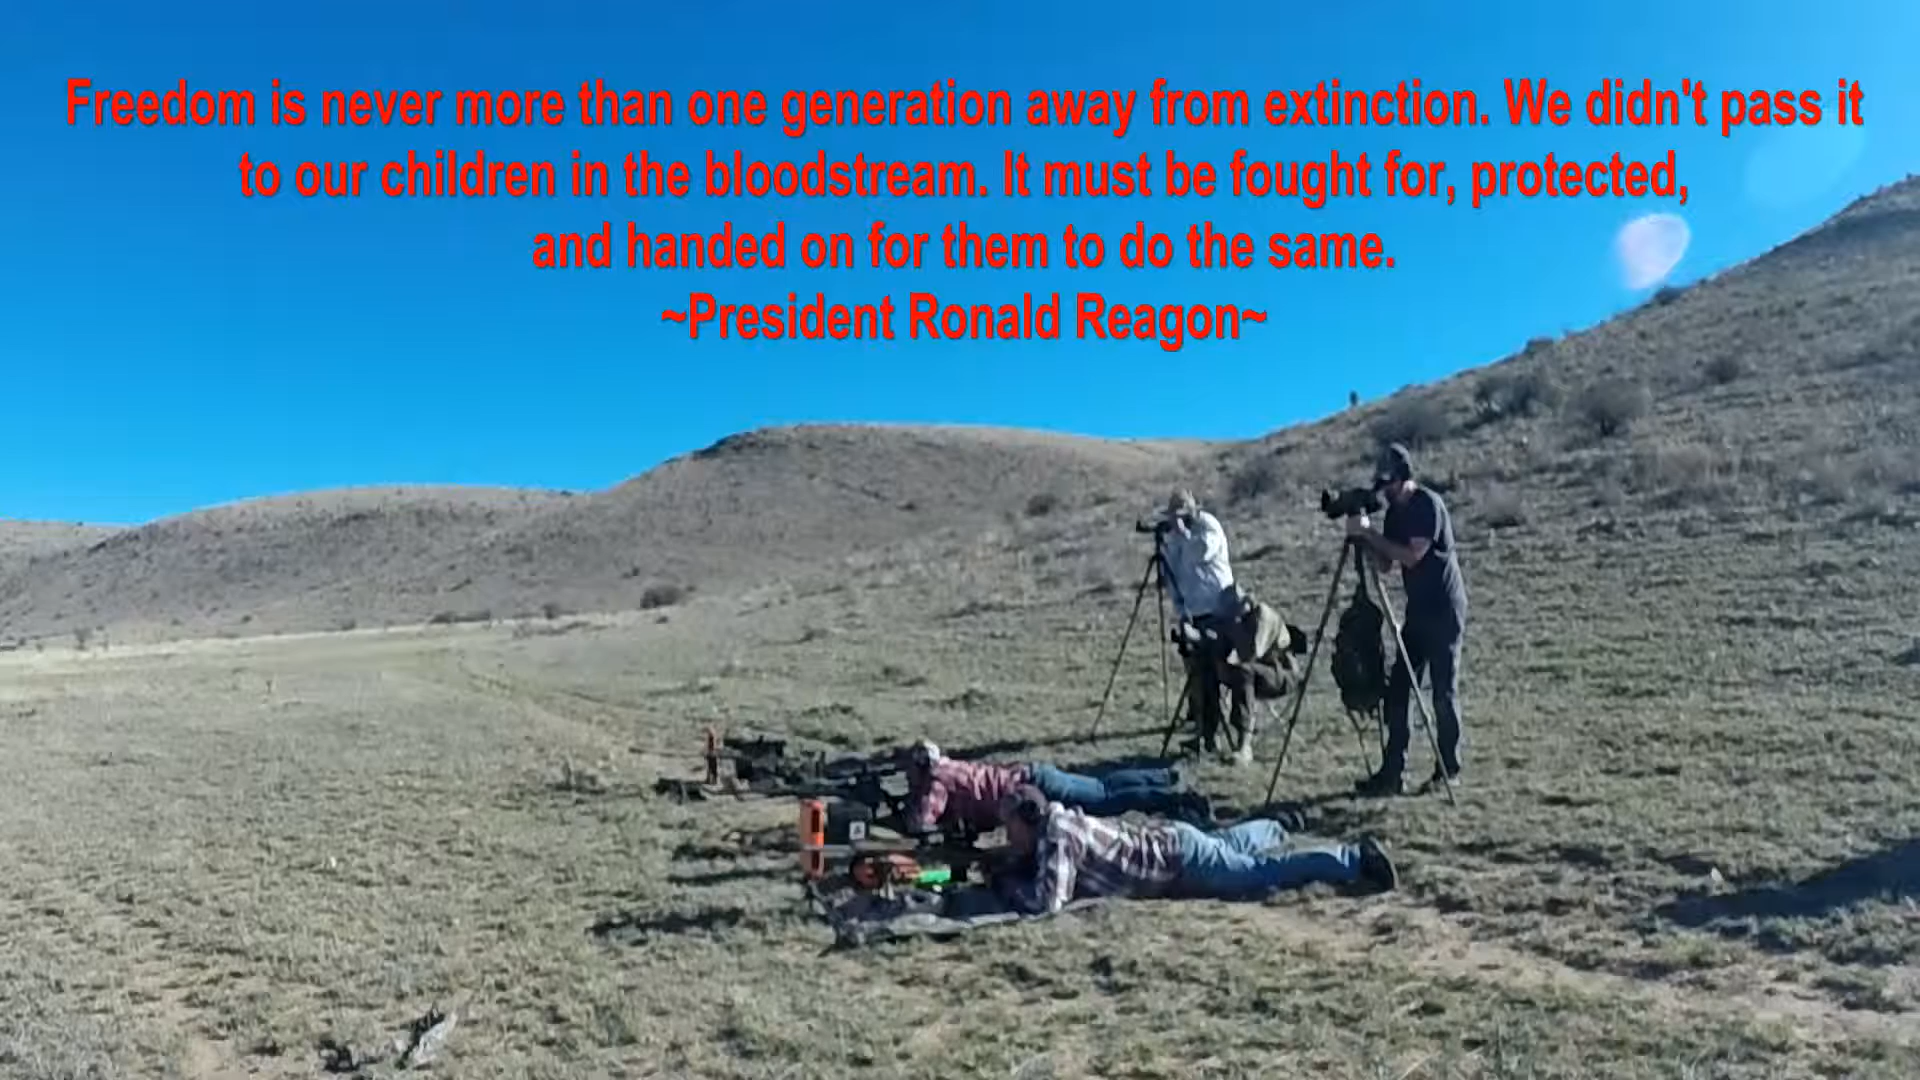 Freedom is never more than one generation away from extinction. We didn't pass it
to our children in the bloodstream. It must be fought for, protected,
and handed on for them to do the same.
~President Ronald Reagon~